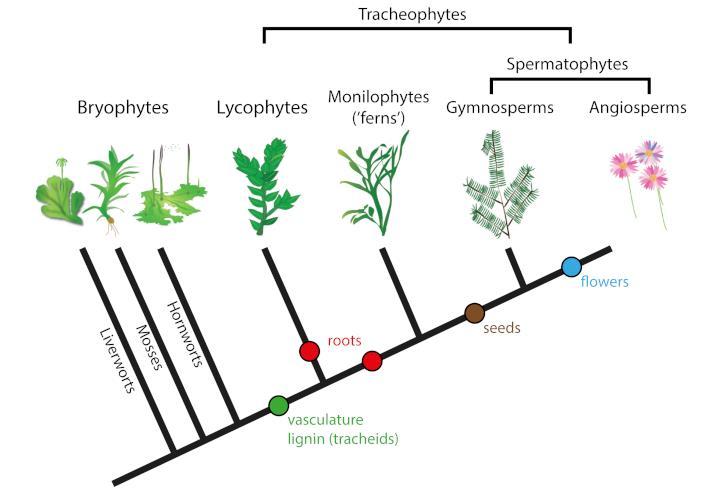 Tracheophytes
Spermatophytes
Bryophytes
Lycophytes
Monilophytes
('ferns')
Gymnosperms
Angiosperms
Liverworts
Mosses
Hornworts
roots
flowers
seeds
vasculature
lignin (tracheids)